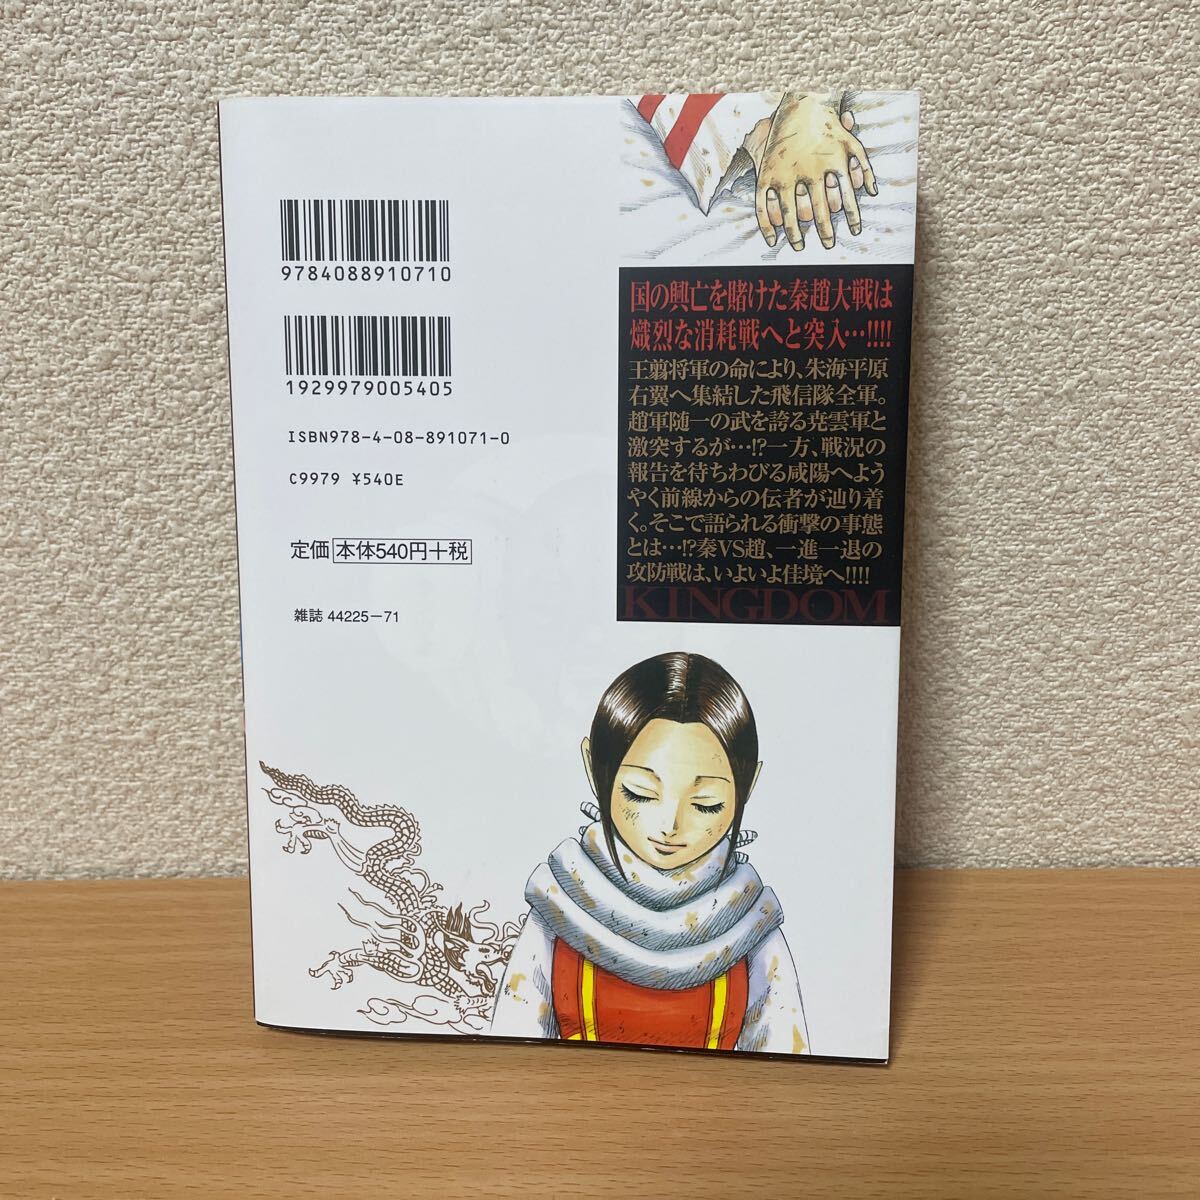 9784088910710
1929979005405
ISBN978-4-08-891071-0
C9979 ¥540E
定価 本体540円+税
雑誌 44225-71
国の興亡を賭けた秦趙大戦は
熾烈な消耗戦へと突入…!!!!
王翦将軍の命により、朱海平原
右翼へ集結した飛信隊全軍。
趙軍随一の武を誇る尭雲軍と
激突するが…!?一方、戦況の
報告を待ちわびる咸陽へよう
やく前線からの伝者が辿り着
く。そこで語られる衝撃の事態
とは…!?秦VS趙、一進一退の
攻防戦は、いよいよ佳境へ!!!!
KINGDOM